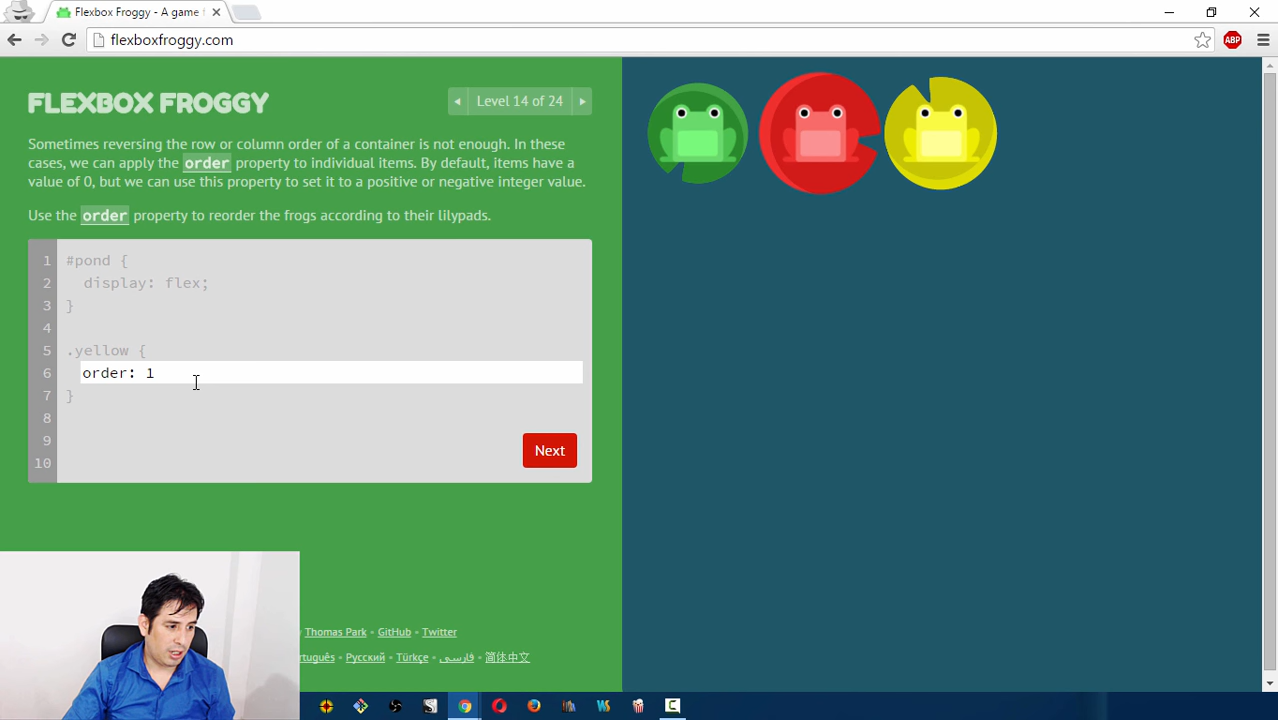 Flexbox Froggy - A game f
flexboxfroggy.com
ABP
FLEXBOX FROGGY
Level 14 of 24
Sometimes reversing the row or column order of a container is not enough. In these
cases, we can apply the order property to individual items. By default, items have a
value of 0, but we can use this property to set it to a positive or negative integer value.
Use the order property to reorder the frogs according to their lilypads.
1 #pond {
2 display: flex;
3 }
4
5 .yellow {
6 order: 1
7 }
8
9
10
Next
Thomas Park • GitHub • Twitter
rtuguês • Русский • Türkçe • فارسی • 简体中文